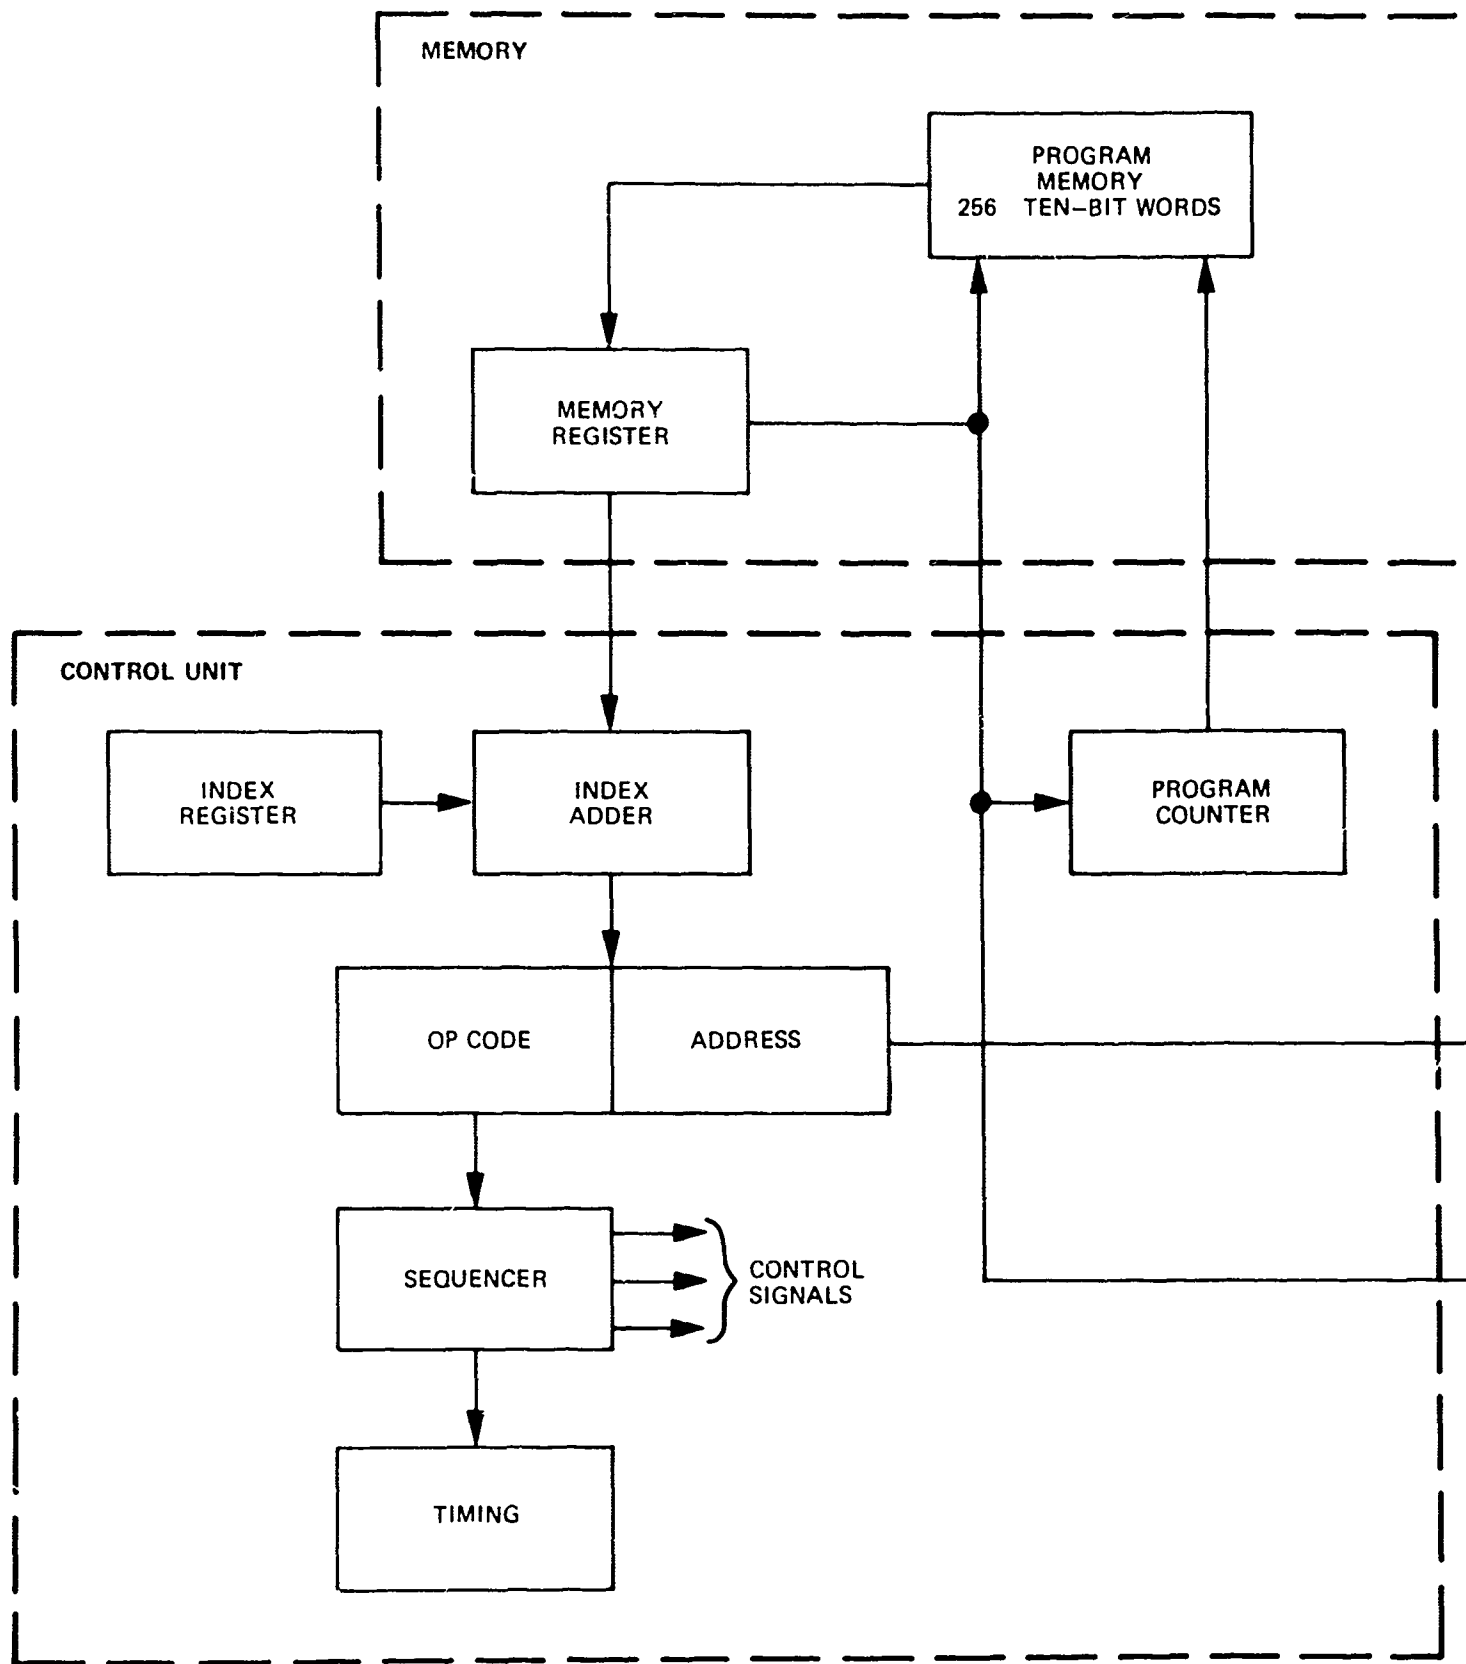 MEMORY
PROGRAM
MEMORY
256 TEN-BIT WORDS
MEMORY
REGISTER
CONTROL UNIT
INDEX
REGISTER
INDEX
ADDER
PROGRAM
COUNTER
OP CODE
ADDRESS
SEQUENCER
CONTROL
SIGNALS
TIMING